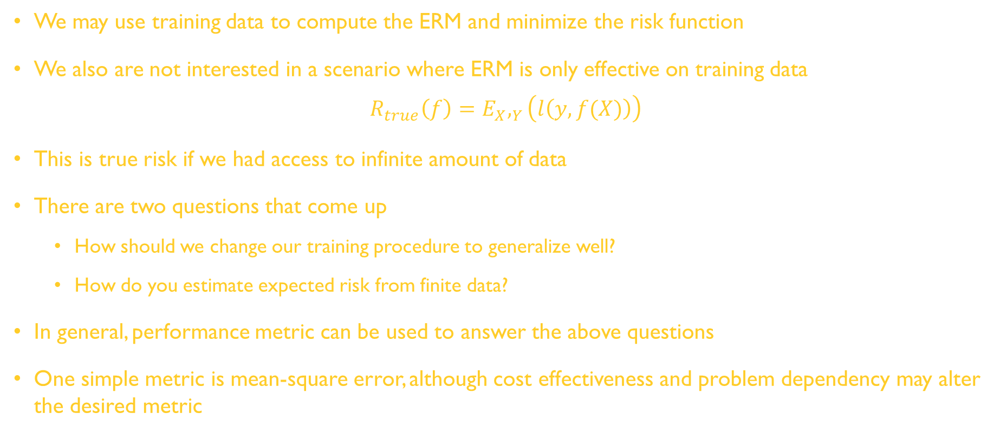 • We may use training data to compute the ERM and minimize the risk function
• We also are not interested in a scenario where ERM is only effective on training data
R_{true}(f) = E_{X,Y}(l(y, f(X)))
• This is true risk if we had access to infinite amount of data
• There are two questions that come up
• How should we change our training procedure to generalize well?
• How do you estimate expected risk from finite data?
• In general, performance metric can be used to answer the above questions
• One simple metric is mean-square error, although cost effectiveness and problem dependency may alter
the desired metric